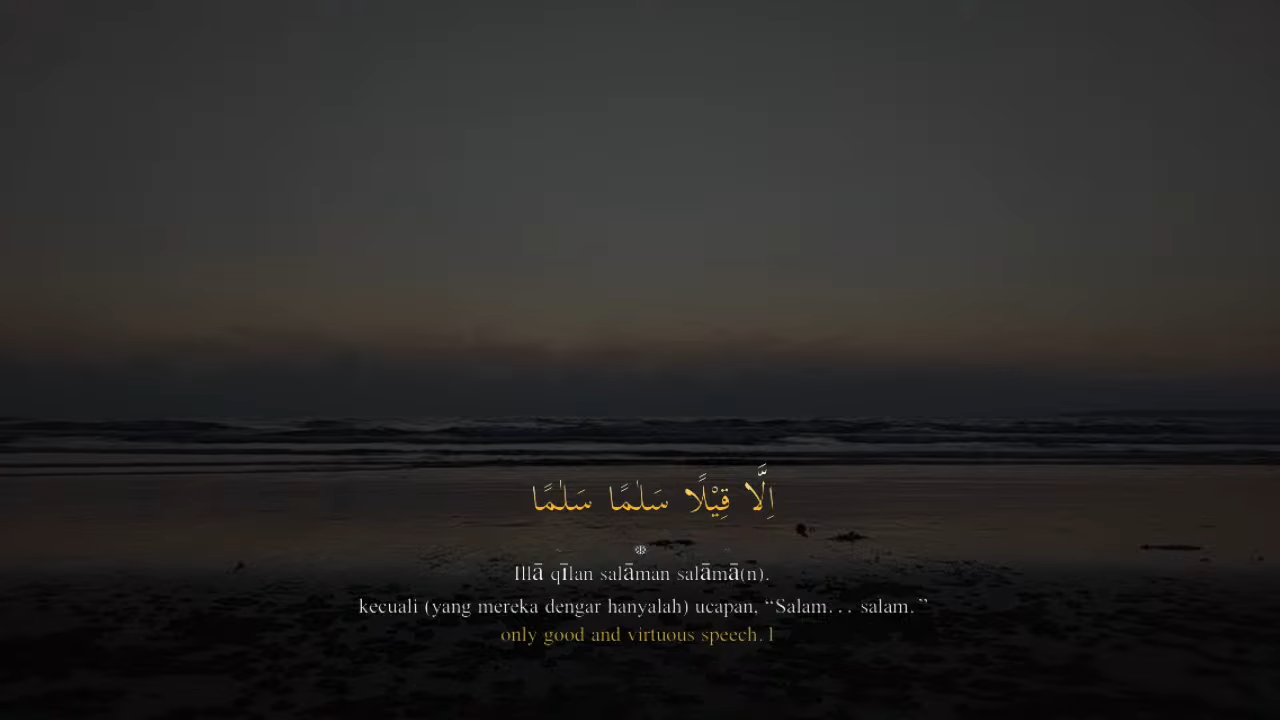 اِلَّا قِيْلًا سَلٰمًا سَلٰمًا
Illā qīlan salāman salāmā(n).
kecuali (yang mereka dengar hanyalah) ucapan, “Salam... salam.”
only good and virtuous speech.1